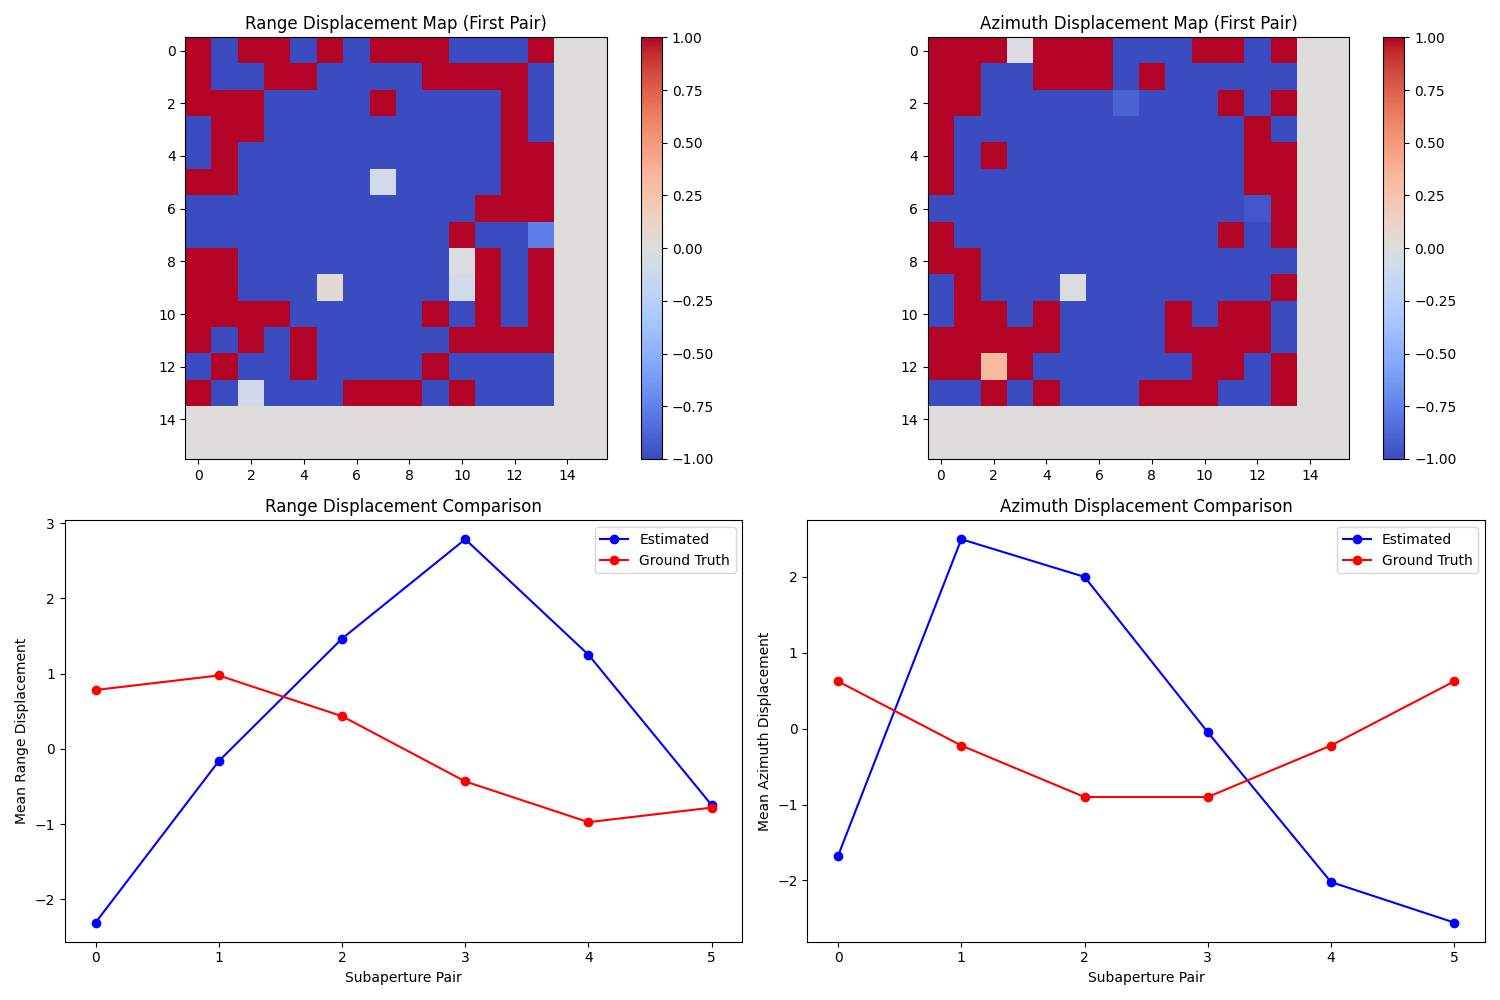 Range Displacement Map (First Pair)
0
2
4
6
8
10
12
14
0 2 4 6 8 10 12 14
1.00
0.75
0.50
0.25
0.00
−0.25
−0.50
−0.75
−1.00
Azimuth Displacement Map (First Pair)
0
2
4
6
8
10
12
14
0 2 4 6 8 10 12 14
1.00
0.75
0.50
0.25
0.00
−0.25
−0.50
−0.75
−1.00
Range Displacement Comparison
Mean Range Displacement
3
2
1
0
−1
−2
Estimated
Ground Truth
0 1 2 3 4 5
Subaperture Pair
Azimuth Displacement Comparison
Mean Azimuth Displacement
2
1
0
−1
−2
Estimated
Ground Truth
0 1 2 3 4 5
Subaperture Pair